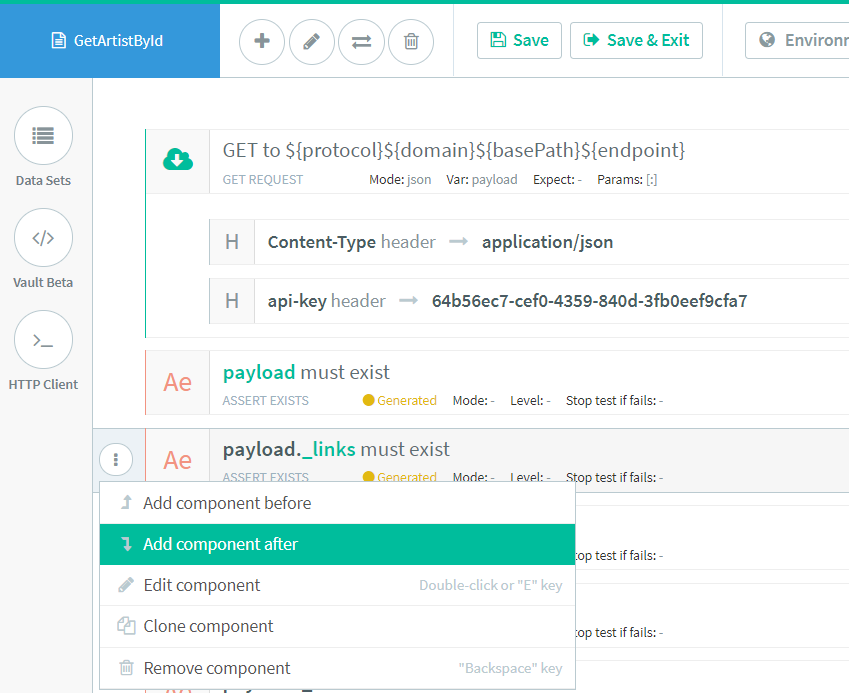 GetArtistById
Save
Save & Exit
Data Sets
Vault Beta
HTTP Client
GET to ${protocol}${domain}${basePath}${endpoint}
GET REQUEST Mode: json Var: payload Expect: - Params: [:]
H Content-Type header → application/json
H api-key header → 64b56ec7-cef0-4359-840d-3fb0eef9cfa7
Ae payload must exist
ASSERT EXISTS Generated Mode: - Level: - Stop test if fails: -
Ae payload._links must exist
ASSERT EXISTS Generated Mode: - Level: - Stop test if fails: -
Add component before
Add component after
top test if fails: -
Edit component Double-click or "E" key
Clone component
top test if fails: -
Remove component "Backspace" key